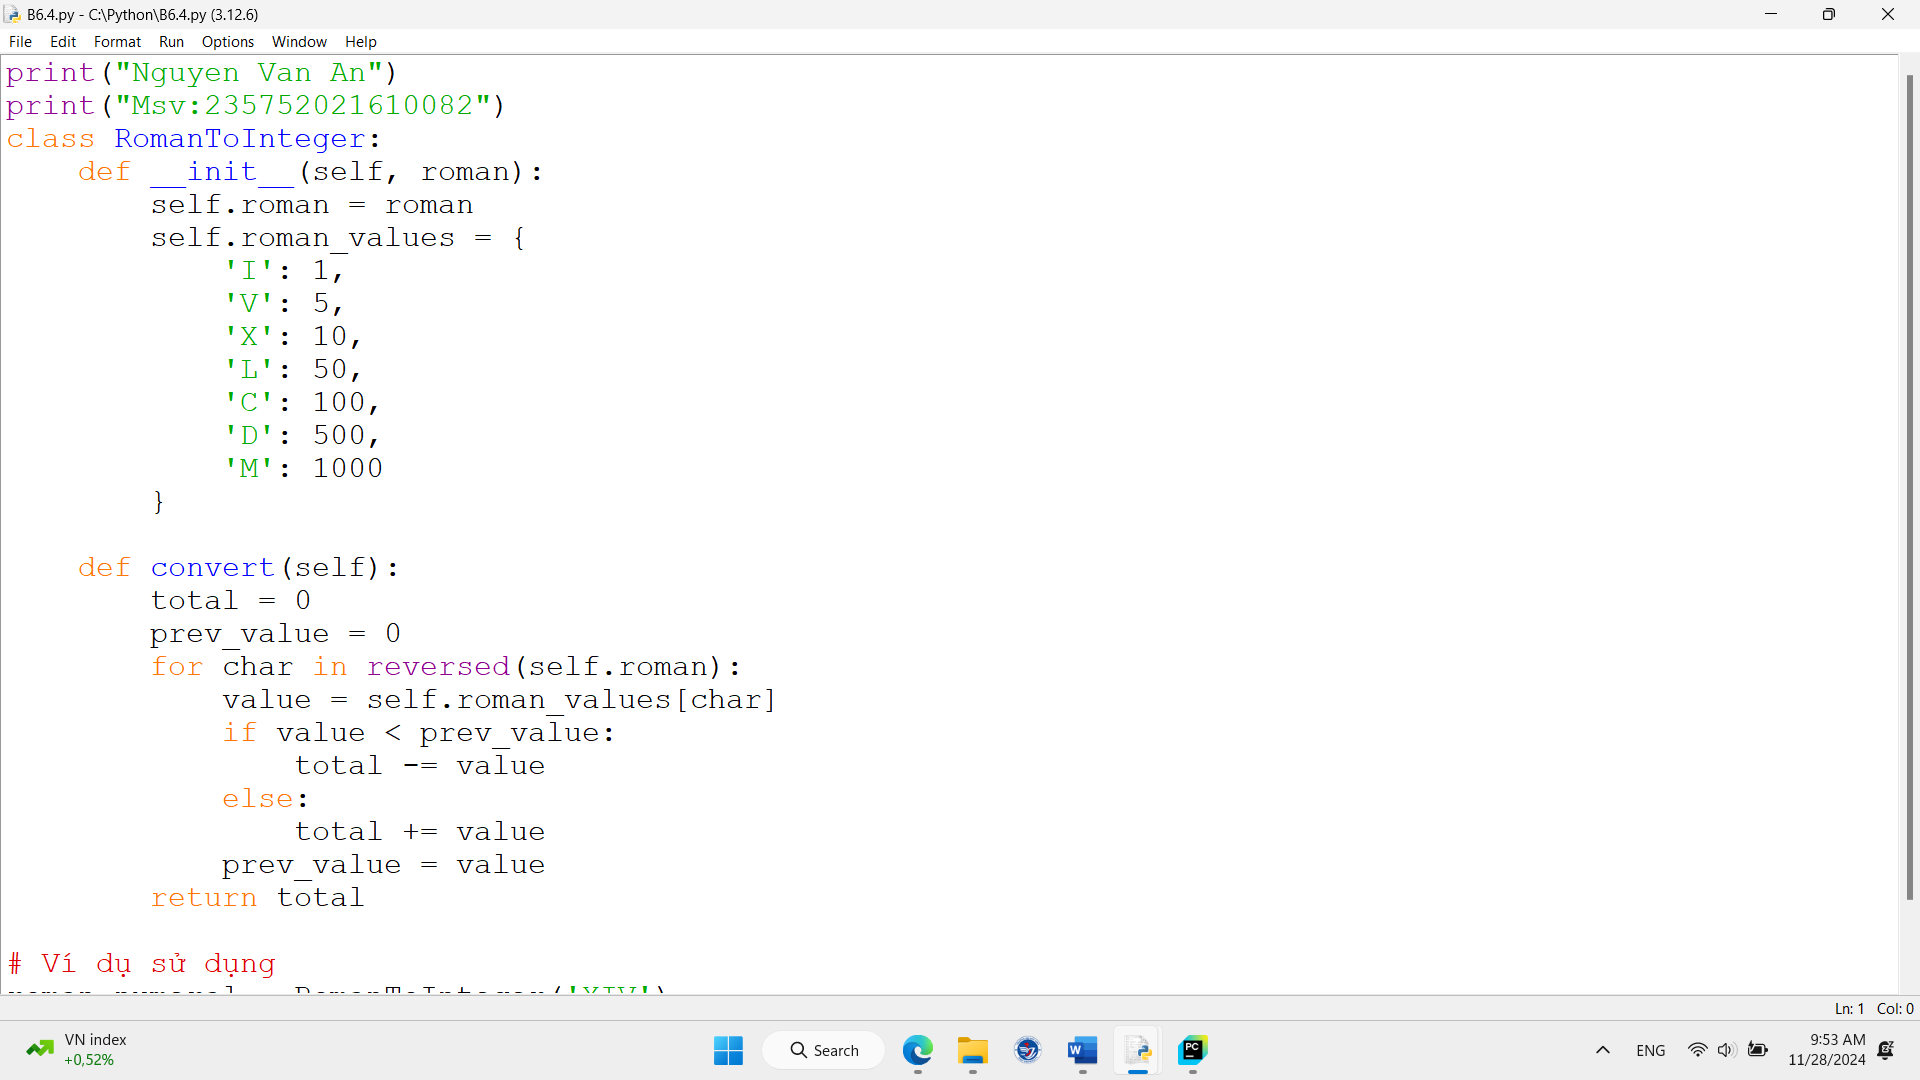 B6.4.py - C:\Python\B6.4.py (3.12.6)
File Edit Format Run Options Window Help
print("Nguyen Van An")
print("Msv:235752021610082")
class RomanToInteger:
    def __init__(self, roman):
        self.roman = roman
        self.roman_values = {
            'I': 1,
            'V': 5,
            'X': 10,
            'L': 50,
            'C': 100,
            'D': 500,
            'M': 1000
        }
    def convert(self):
        total = 0
        prev_value = 0
        for char in reversed(self.roman):
            value = self.roman_values[char]
            if value < prev_value:
                total -= value
            else:
                total += value
            prev_value = value
        return total
# Ví dụ sử dụng
roman_numeral = RomanToInteger('XIV')
Ln: 1 Col: 0
VN index
+0,52%
Search
W
PC
ENG
9:53 AM
11/28/2024